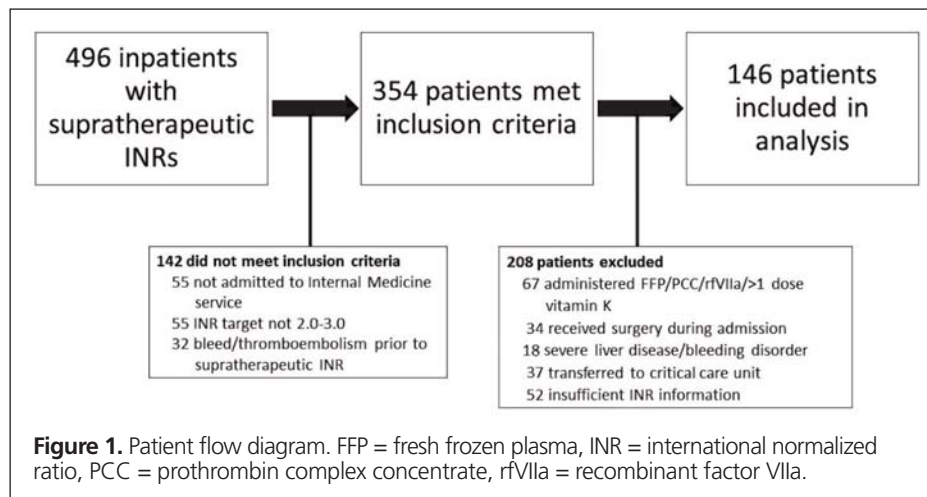 496 inpatients
with
supratherapeutic
INRs
354 patients met
inclusion criteria
146 patients
included in
analysis
142 did not meet inclusion criteria
55 not admitted to Internal Medicine
service
55 INR target not 2.0-3.0
32 bleed/thromboembolism prior to
supratherapeutic INR
208 patients excluded
67 administered FFP/PCC/rfVIIa/>1 dose
vitamin K
34 received surgery during admission
18 severe liver disease/bleeding disorder
37 transferred to critical care unit
52 insufficient INR information
Figure 1. Patient flow diagram. FFP = fresh frozen plasma, INR = international normalized
ratio, PCC = prothrombin complex concentrate, rfVIIa = recombinant factor VIIa.